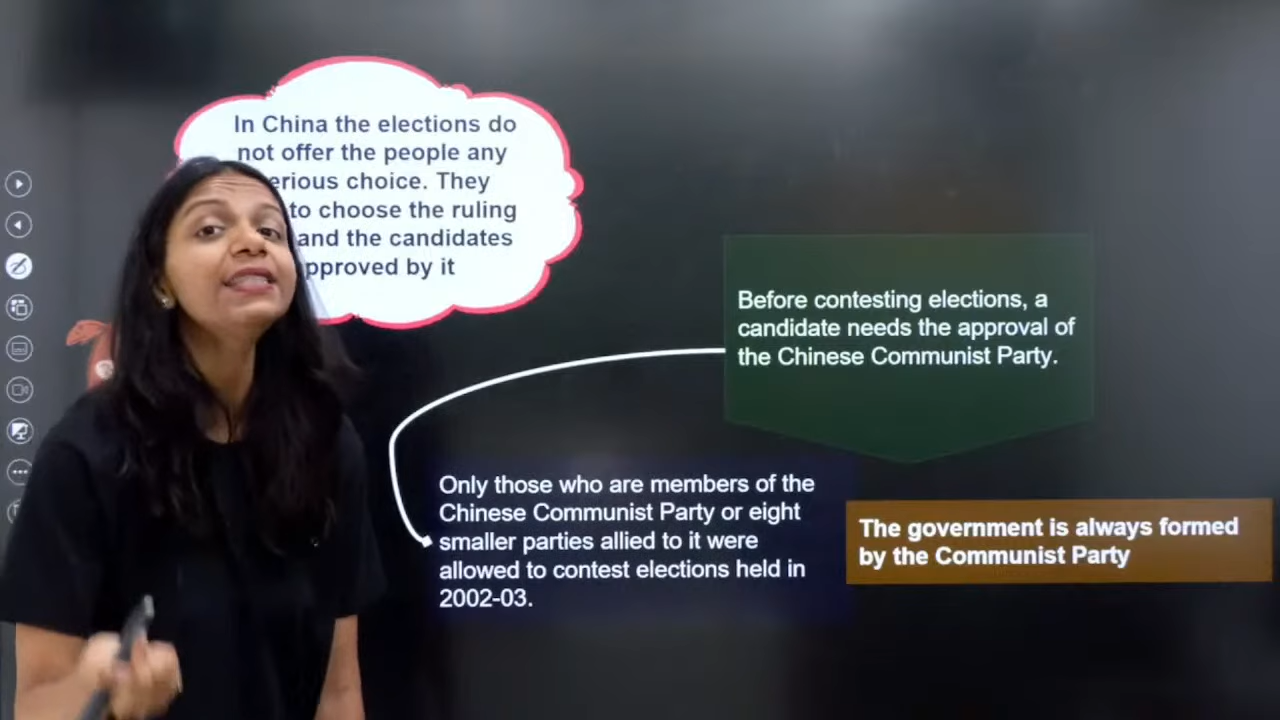 In China the elections do
not offer the people any
serious choice. They
to choose the ruling
and the candidates
approved by it
Before contesting elections, a
candidate needs the approval of
the Chinese Communist Party.
Only those who are members of the
Chinese Communist Party or eight
smaller parties allied to it were
allowed to contest elections held in
2002-03.
The government is always formed
by the Communist Party